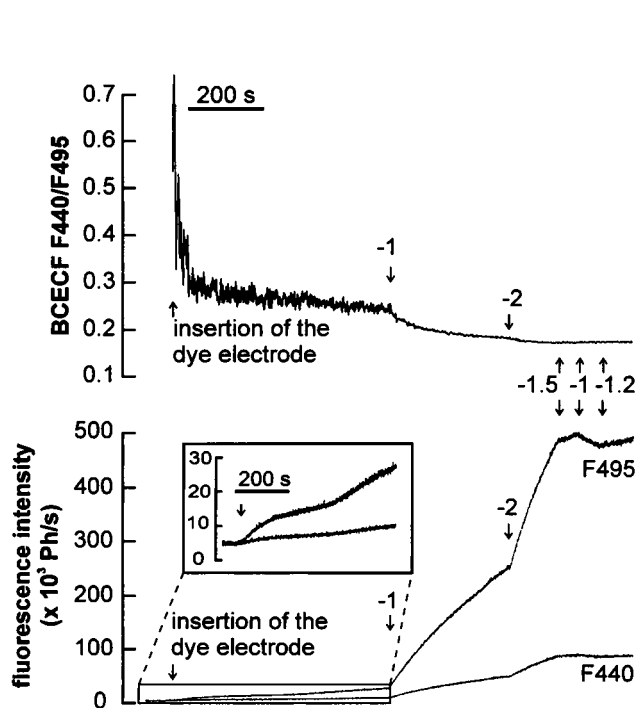 BCECF F440/F495
0.7
0.6
0.5
0.4
0.3
0.2
0.1
200 s
-1
-2
insertion of the
dye electrode
-1.5
-1
-1.2
fluorescence intensity
(x 10³ Ph/s)
500
400
300
200
100
0
30
20
10
0
200 s
F495
-2
-1
insertion of the
dye electrode
F440